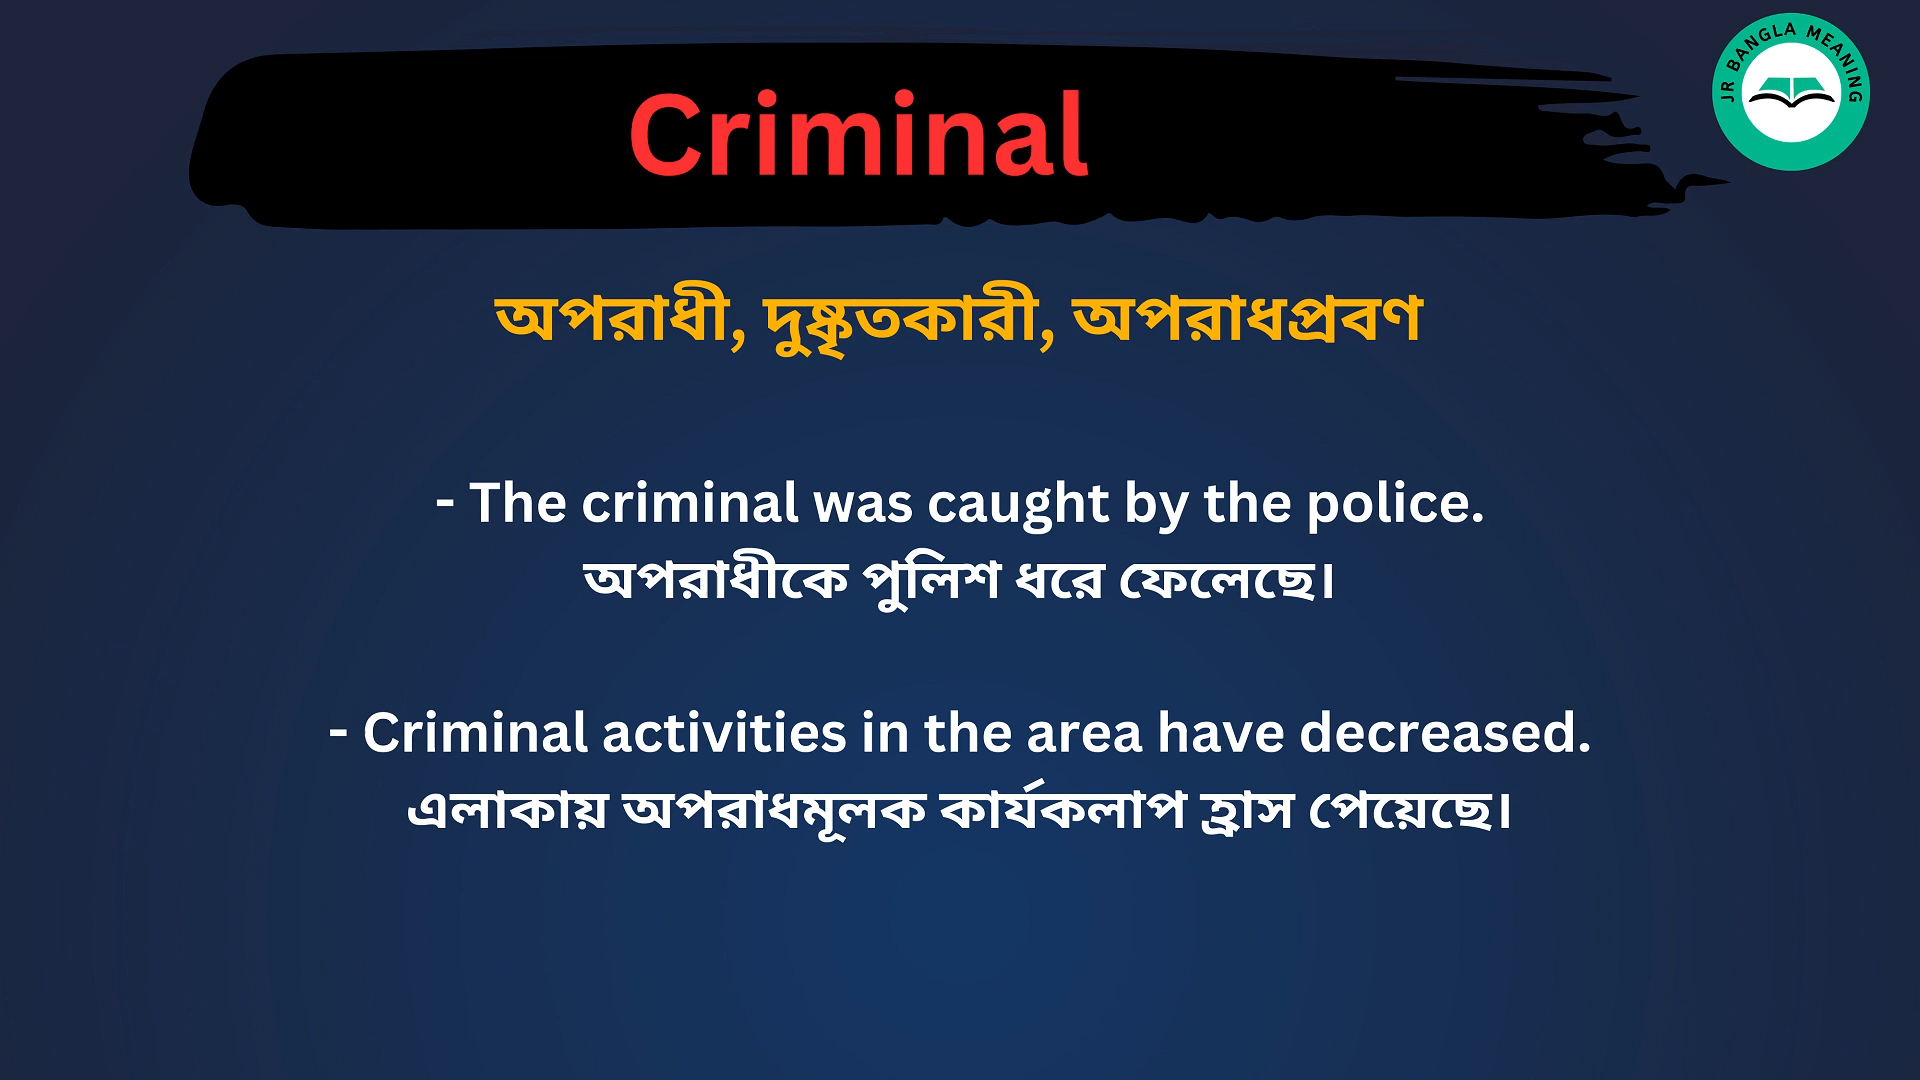 JR BANGLA MEANING
Criminal
অপরাধী, দুষ্কৃতকারী, অপরাধপ্রবণ
- The criminal was caught by the police.
অপরাধীকে পুলিশ ধরে ফেলেছে।
- Criminal activities in the area have decreased.
এলাকায় অপরাধমূলক কার্যকলাপ হ্রাস পেয়েছে।